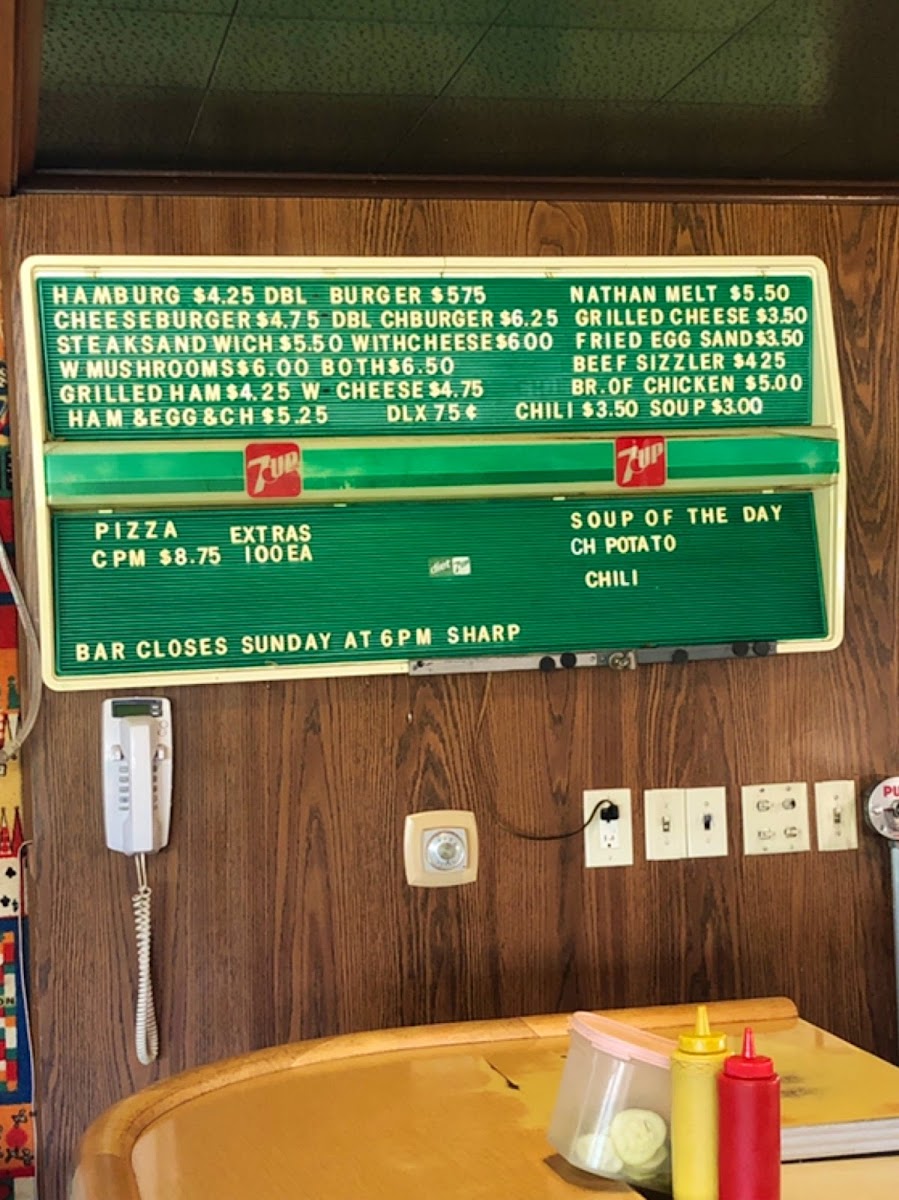 HAMBURG $4.25 DBL BURGER $575
CHEESEBURGER $4.75 DBL CHBURGER $6.25
STEAKSANDWICH $5.50 WITHCHEESE $600
W MUSHROOMS $6.00 BOTH $6.50
GRILLED HAM $4.25 W CHEESE $4.75
HAM &EGG&CH $5.25 DLX 75¢ CHILI $3.50 SOUP $3.00
NATHAN MELT $5.50
GRILLED CHEESE $3.50
FRIED EGG SAND $3.50
BEEF SIZZLER $425
BR.OF CHICKEN $5.00
7UP 7UP
PIZZA EXTRAS
CPM $8.75 100EA
diet 7UP
SOUP OF THE DAY
CH POTATO
CHILI
BAR CLOSES SUNDAY AT 6PM SHARP